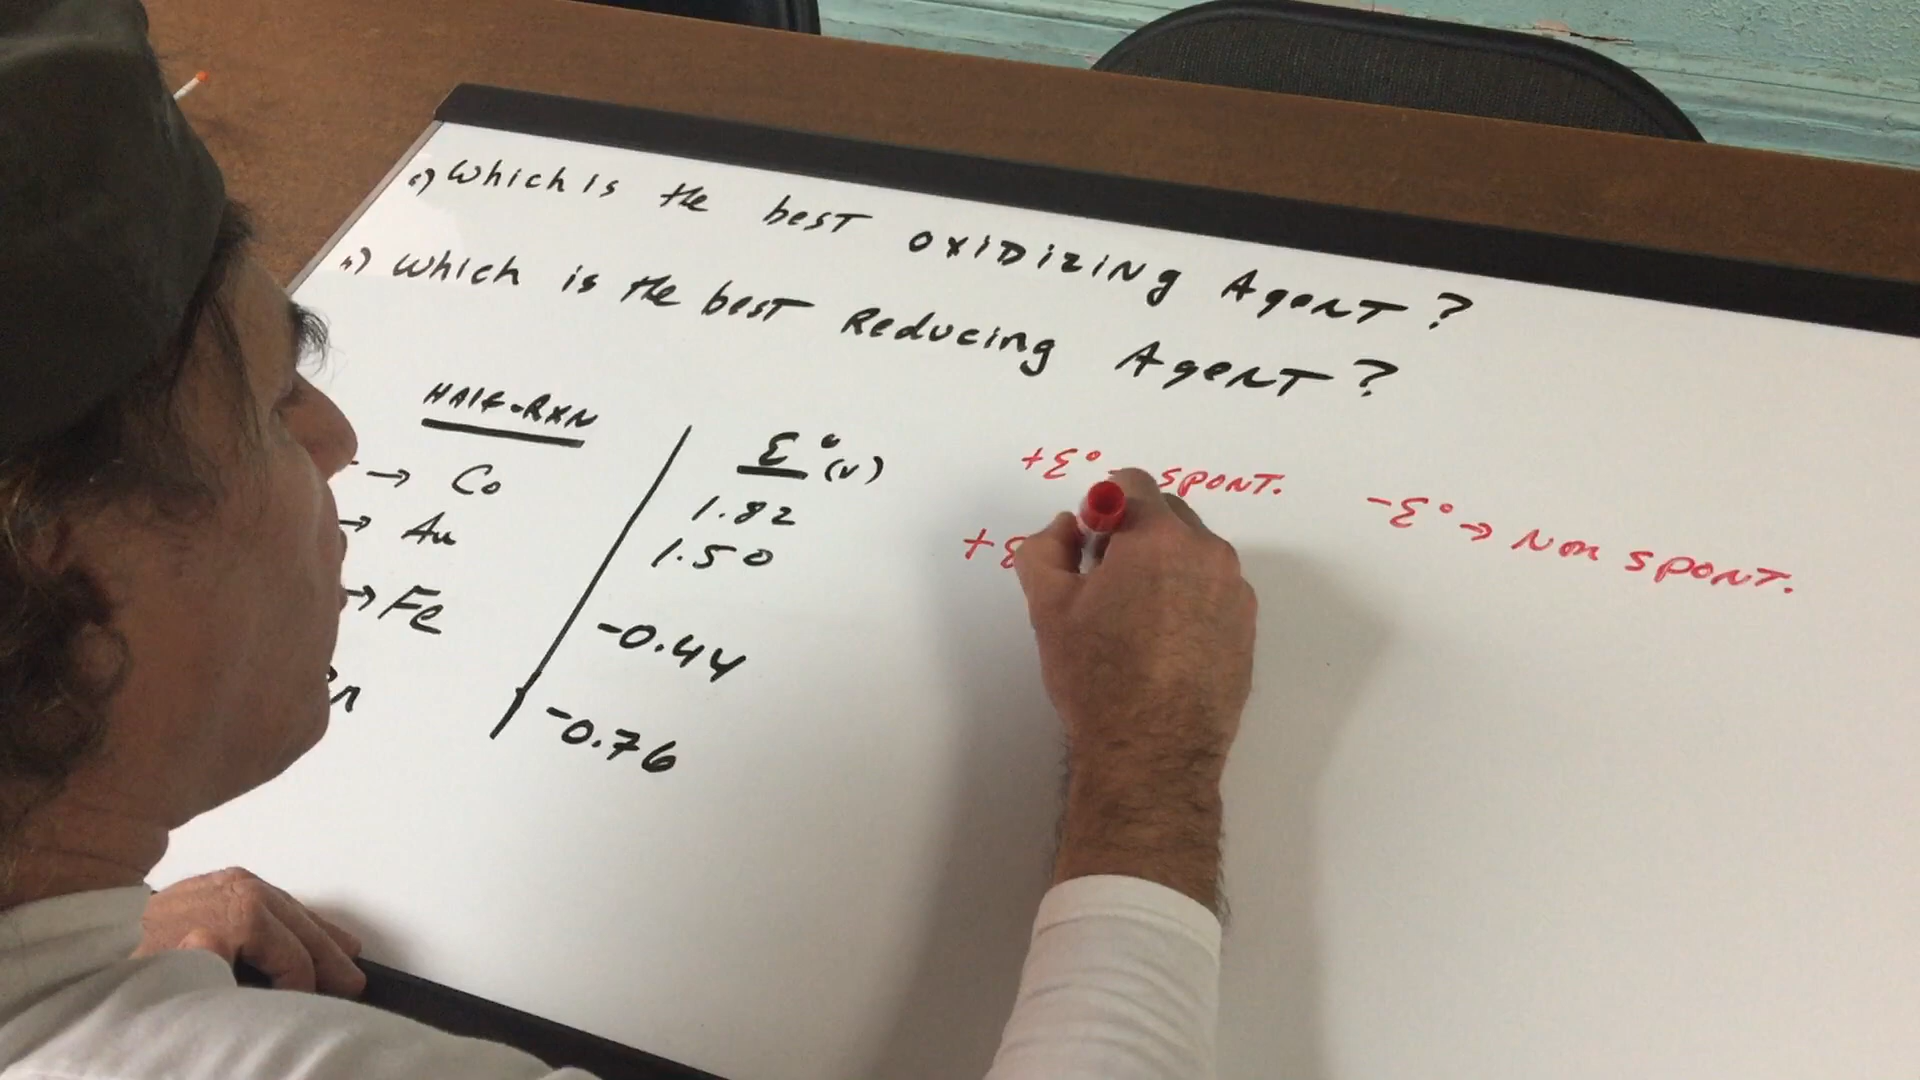 Which is the best OXIDIZING AgeNT?
Which is the best Reducing AgeNT?
HALF-RXN
ε° (v)
→ Co
1.82
→ Au
1.50
→ Fe
-0.44
-0.76
+ε° spont.
-ε° → Non spont.
+ε